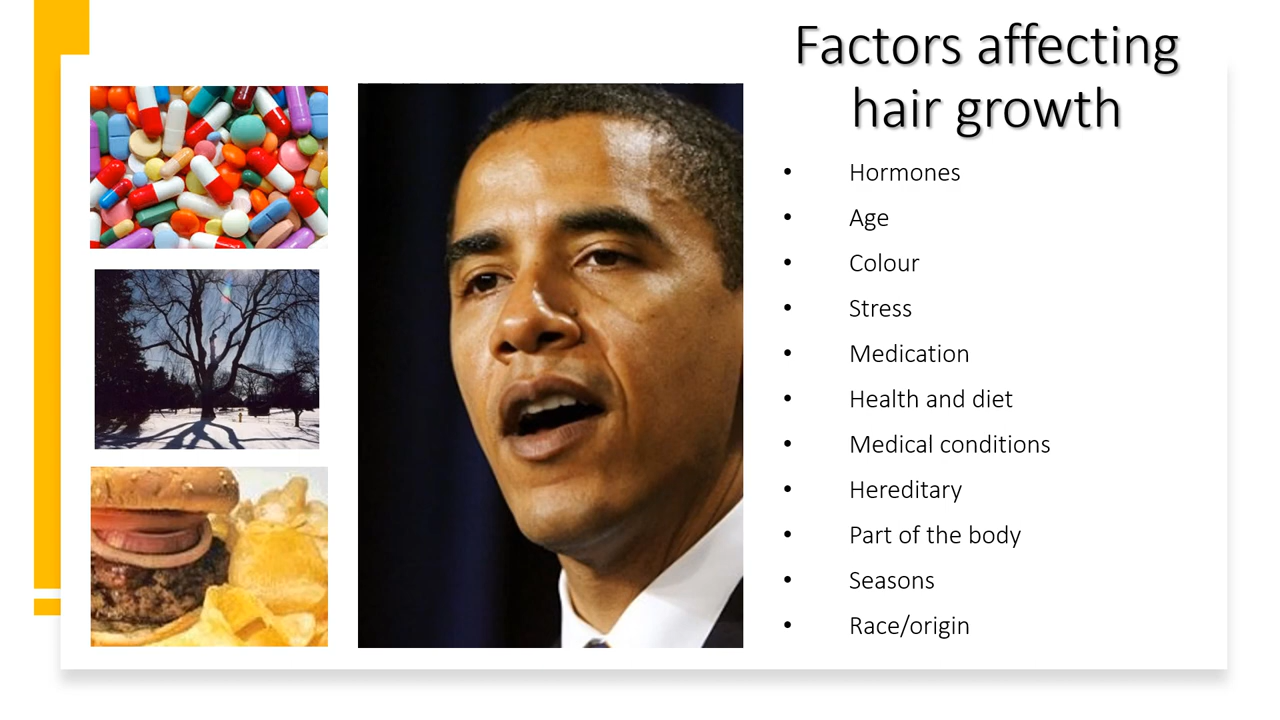 Factors affecting
hair growth
• Hormones
• Age
• Colour
• Stress
• Medication
• Health and diet
• Medical conditions
• Hereditary
• Part of the body
• Seasons
• Race/origin